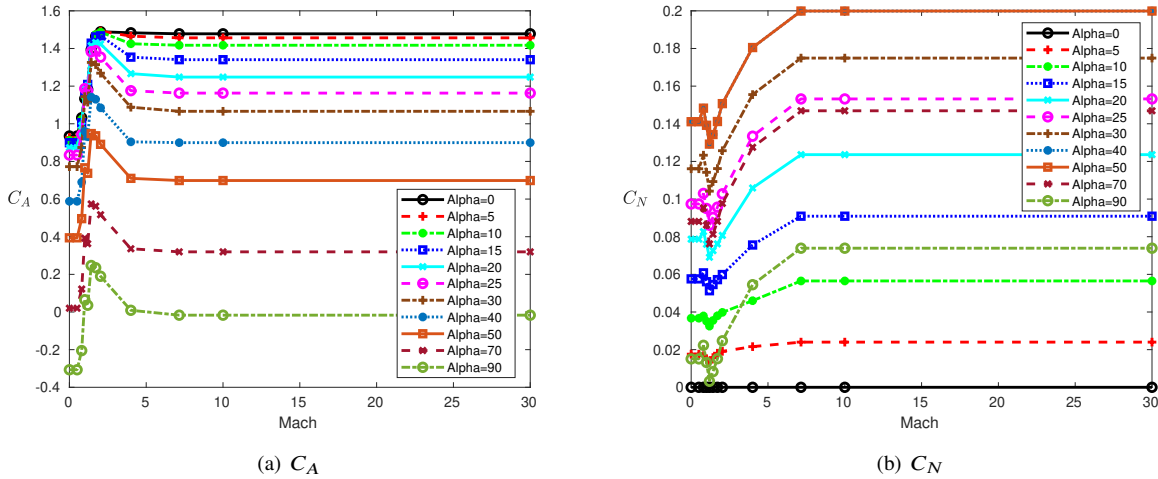 1.6
1.4
1.2
1
0.8
C_A
0.6
0.4
0.2
0
-0.2
-0.4
0 5 10 15 20 25 30
Mach
Alpha=0
Alpha=5
Alpha=10
Alpha=15
Alpha=20
Alpha=25
Alpha=30
Alpha=40
Alpha=50
Alpha=70
Alpha=90
(a) C_A
0.2
0.18
0.16
0.14
0.12
C_N
0.1
0.08
0.06
0.04
0.02
0
0 5 10 15 20 25 30
Mach
Alpha=0
Alpha=5
Alpha=10
Alpha=15
Alpha=20
Alpha=25
Alpha=30
Alpha=40
Alpha=50
Alpha=70
Alpha=90
(b) C_N